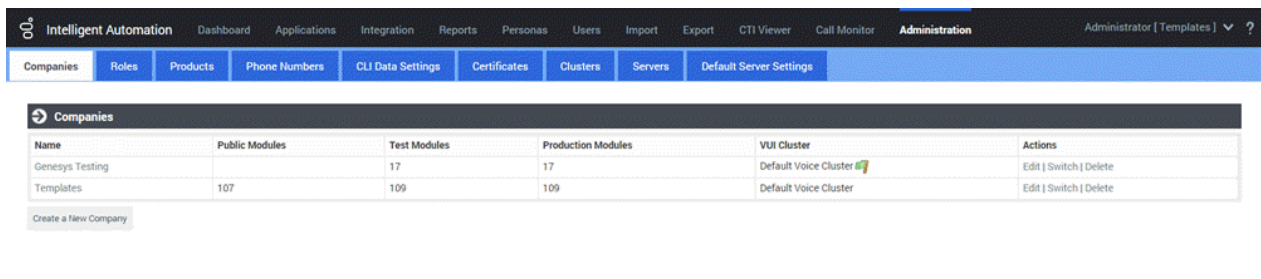 Intelligent Automation Dashboard Applications Integration Reports Personas Users Import Export CTI Viewer Call Monitor Administration Administrator [ Templates ] ?
Companies Roles Products Phone Numbers CLI Data Settings Certificates Clusters Servers Default Server Settings
Companies
Name Public Modules Test Modules Production Modules VUI Cluster Actions
Genesys Testing 17 17 Default Voice Cluster Edit | Switch | Delete
Templates 107 109 109 Default Voice Cluster Edit | Switch | Delete
Create a New Company